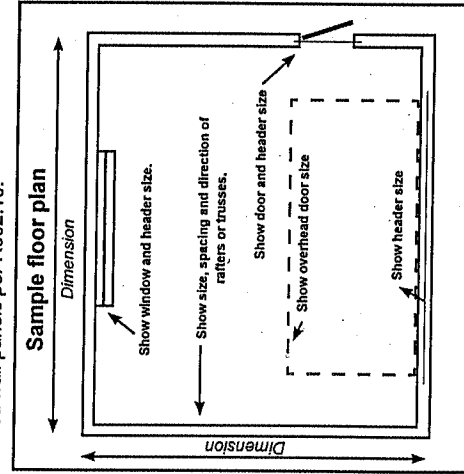 Sample floor plan
Dimension
Show window and header size.
Show size, spacing and direction of
rafters or trusses.
Show door and header size
Show overhead door size
Show header size
Dimension